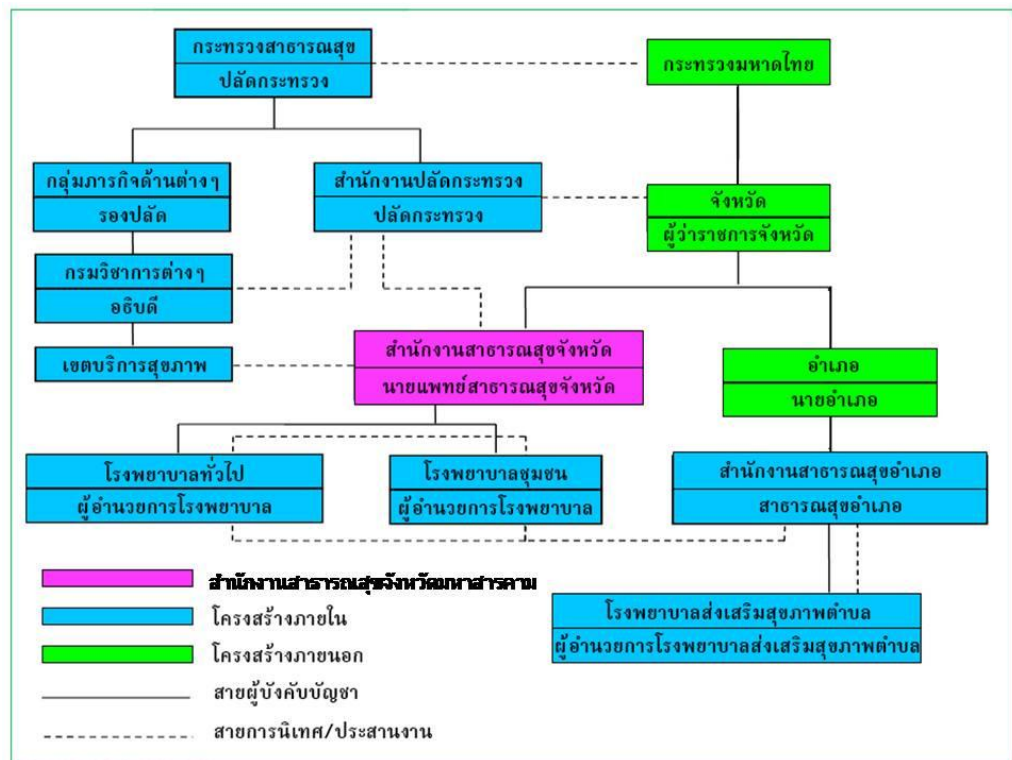 กระทรวงสาธารณสุข
ปลัดกระทรวง
กระทรวงมหาดไทย
กลุ่มภารกิจด้านต่างๆ
รองปลัด
สำนักงานปลัดกระทรวง
ปลัดกระทรวง
จังหวัด
ผู้ว่าราชการจังหวัด
กรมวิชาการต่างๆ
อธิบดี
เขตบริการสุขภาพ
สำนักงานสาธารณสุขจังหวัด
นายแพทย์สาธารณสุขจังหวัด
อำเภอ
นายอำเภอ
โรงพยาบาลทั่วไป
ผู้อำนวยการโรงพยาบาล
โรงพยาบาลชุมชน
ผู้อำนวยการโรงพยาบาล
สำนักงานสาธารณสุขอำเภอ
สาธารณสุขอำเภอ
โรงพยาบาลส่งเสริมสุขภาพตำบล
ผู้อำนวยการโรงพยาบาลส่งเสริมสุขภาพตำบล
สำนักงานสาธารณสุขจังหวัดมหาสารคาม
โครงสร้างภายใน
โครงสร้างภายนอก
สายผู้บังคับบัญชา
สายการนิเทศ/ประสานงาน